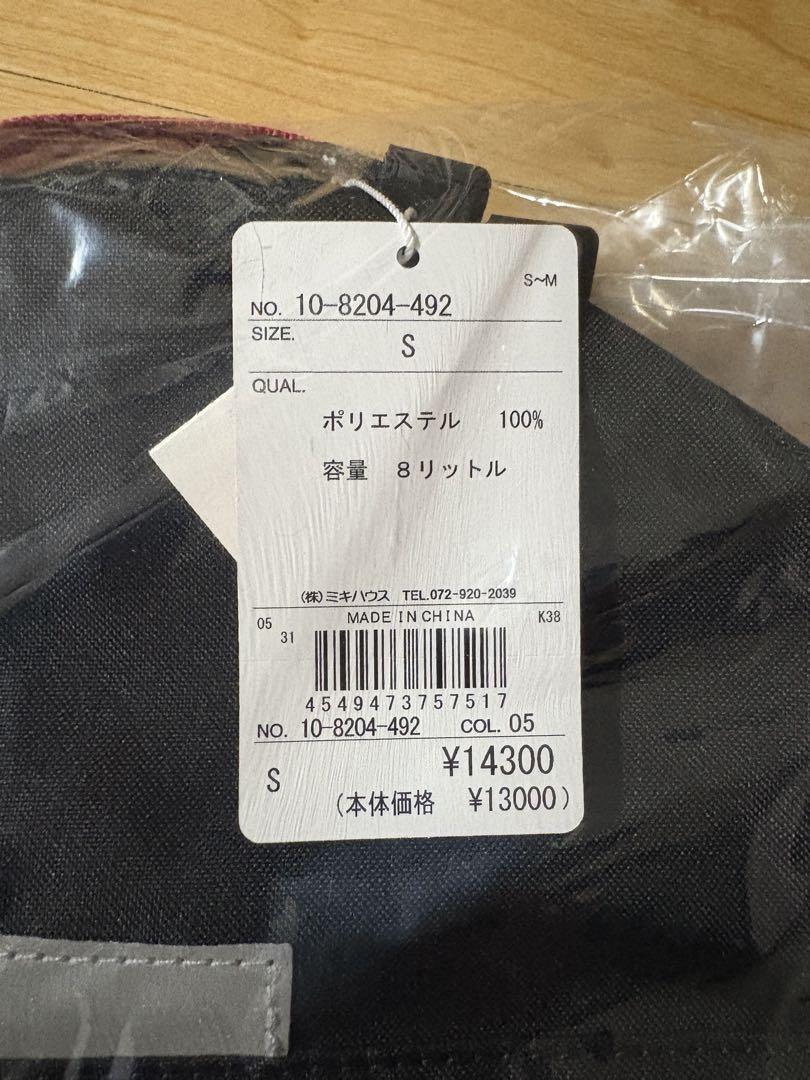 S~M
NO. 10-8204-492
SIZE.
S
QUAL.
ポリエステル 100%
容量 8リットル
(株)ミキハウス TEL.072-920-2039
05 MADE IN CHINA K38
31
4549473757517
NO. 10-8204-492 COL. 05
¥14300
S
(本体価格 ¥13000)